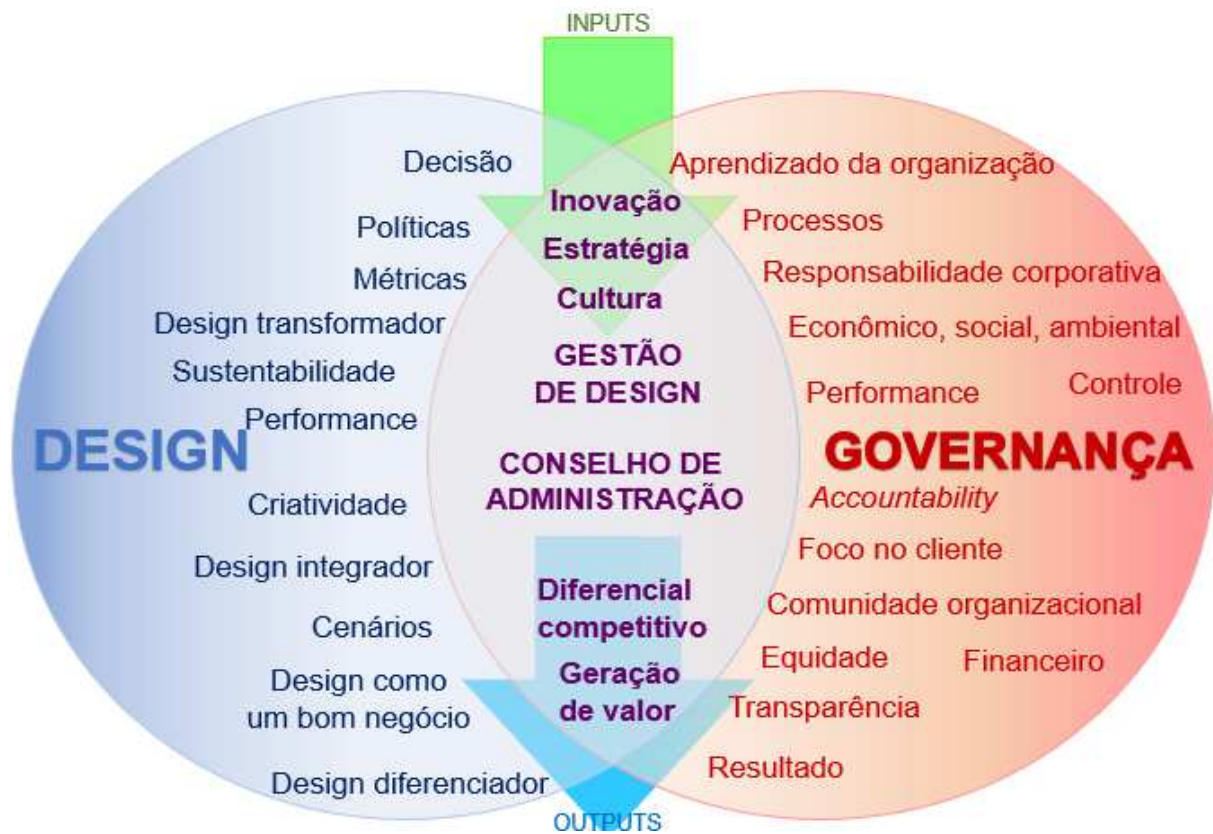 INPUTS
Decisão
Políticas
Métricas
Design transformador
Sustentabilidade
Performance
DESIGN
Criatividade
Design integrador
Cenários
Design como
um bom negócio
Design diferenciador
Inovação
Estratégia
Cultura
GESTÃO
DE DESIGN
CONSELHO DE
ADMINISTRAÇÃO
Diferencial
competitivo
Geração
de valor
Aprendizado da organização
Processos
Responsabilidade corporativa
Econômico, social, ambiental
Performance
Controle
GOVERNANÇA
Accountability
Foco no cliente
Comunidade organizacional
Equidade
Financeiro
Transparência
Resultado
OUTPUTS